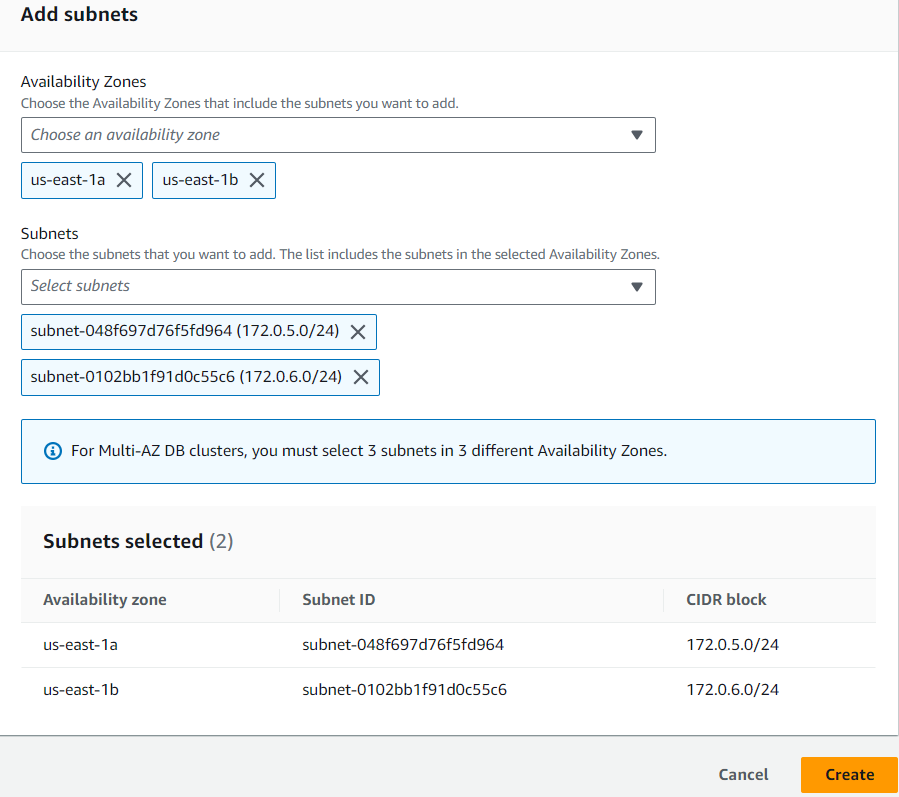 Add subnets
Availability Zones
Choose the Availability Zones that include the subnets you want to add.
Choose an availability zone
us-east-1a us-east-1b
Subnets
Choose the subnets that you want to add. The list includes the subnets in the selected Availability Zones.
Select subnets
subnet-048f697d76f5fd964 (172.0.5.0/24)
subnet-0102bb1f91d0c55c6 (172.0.6.0/24)
For Multi-AZ DB clusters, you must select 3 subnets in 3 different Availability Zones.
Subnets selected (2)
Availability zone Subnet ID CIDR block
us-east-1a subnet-048f697d76f5fd964 172.0.5.0/24
us-east-1b subnet-0102bb1f91d0c55c6 172.0.6.0/24
Cancel Create